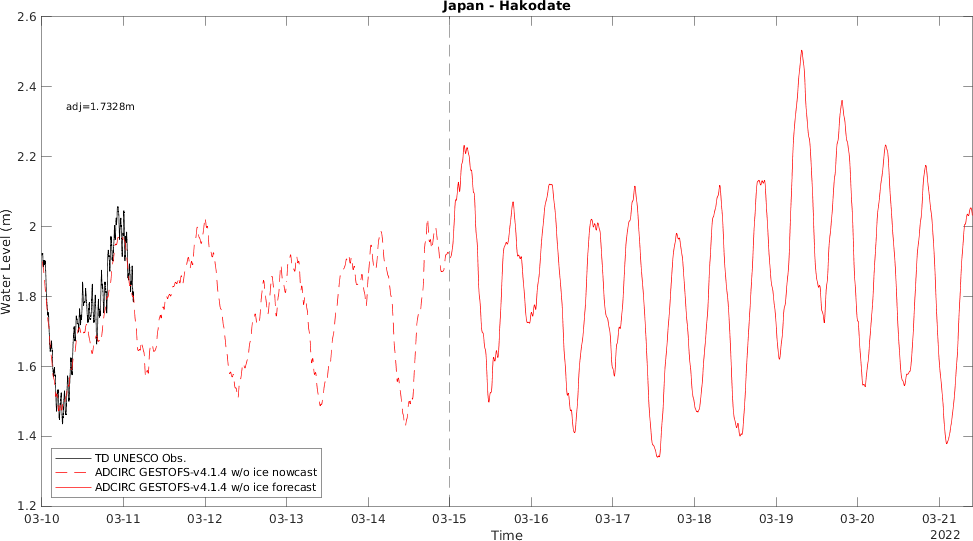 Japan - Hakodate
2.6
2.4
2.2
2
1.8
1.6
1.4
1.2
Water Level (m)
adj=1.7328m
TD UNESCO Obs.
ADCIRC GESTOFS-v4.1.4 w/o ice nowcast
ADCIRC GESTOFS-v4.1.4 w/o ice forecast
03-10 03-11 03-12 03-13 03-14 03-15 03-16 03-17 03-18 03-19 03-20 03-21
Time
2022